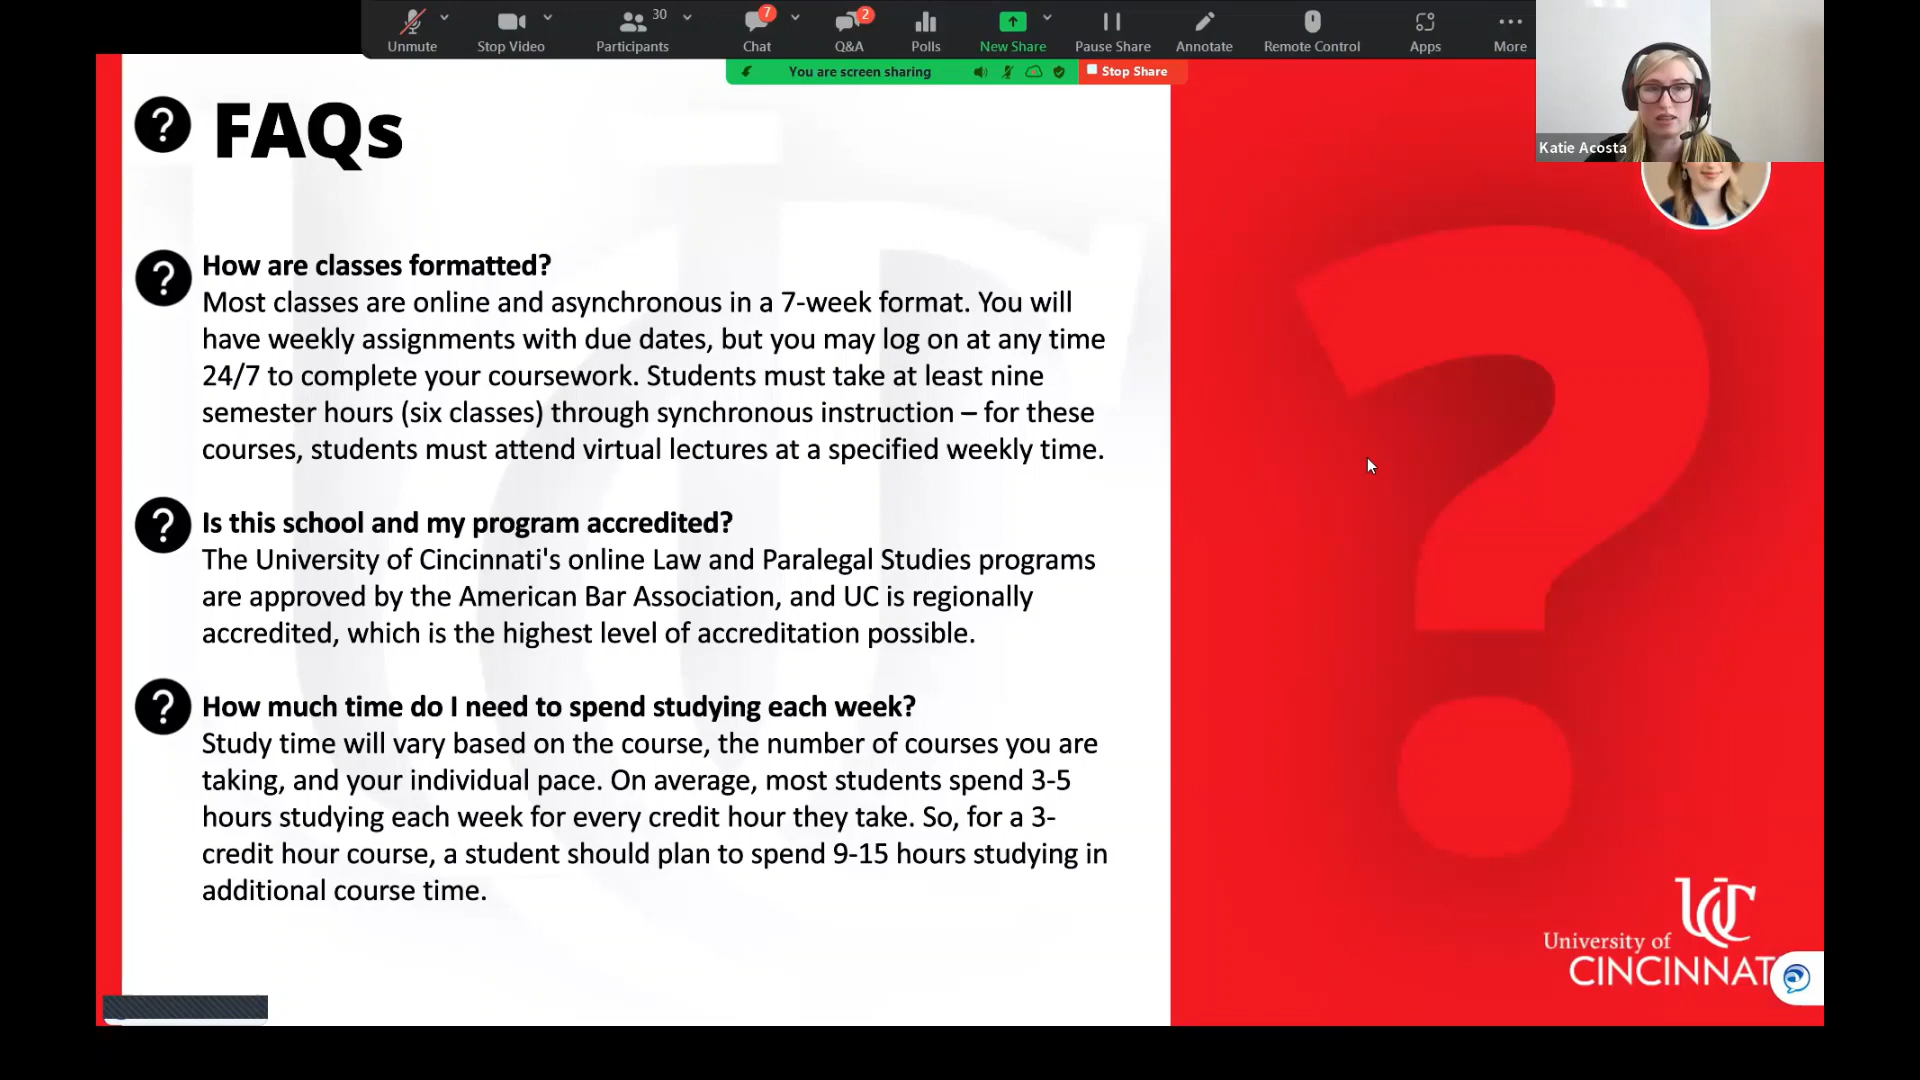 Unmute
Stop Video
30
Participants
7
Chat
2
Q&A
Polls
New Share
Pause Share
Annotate
Remote Control
Apps
More
You are screen sharing
Stop Share
Katie Acosta
? FAQs
? How are classes formatted?
Most classes are online and asynchronous in a 7-week format. You will
have weekly assignments with due dates, but you may log on at any time
24/7 to complete your coursework. Students must take at least nine
semester hours (six classes) through synchronous instruction – for these
courses, students must attend virtual lectures at a specified weekly time.
? Is this school and my program accredited?
The University of Cincinnati's online Law and Paralegal Studies programs
are approved by the American Bar Association, and UC is regionally
accredited, which is the highest level of accreditation possible.
? How much time do I need to spend studying each week?
Study time will vary based on the course, the number of courses you are
taking, and your individual pace. On average, most students spend 3-5
hours studying each week for every credit hour they take. So, for a 3-
credit hour course, a student should plan to spend 9-15 hours studying in
additional course time.
?
UC
University of
CINCINNAT